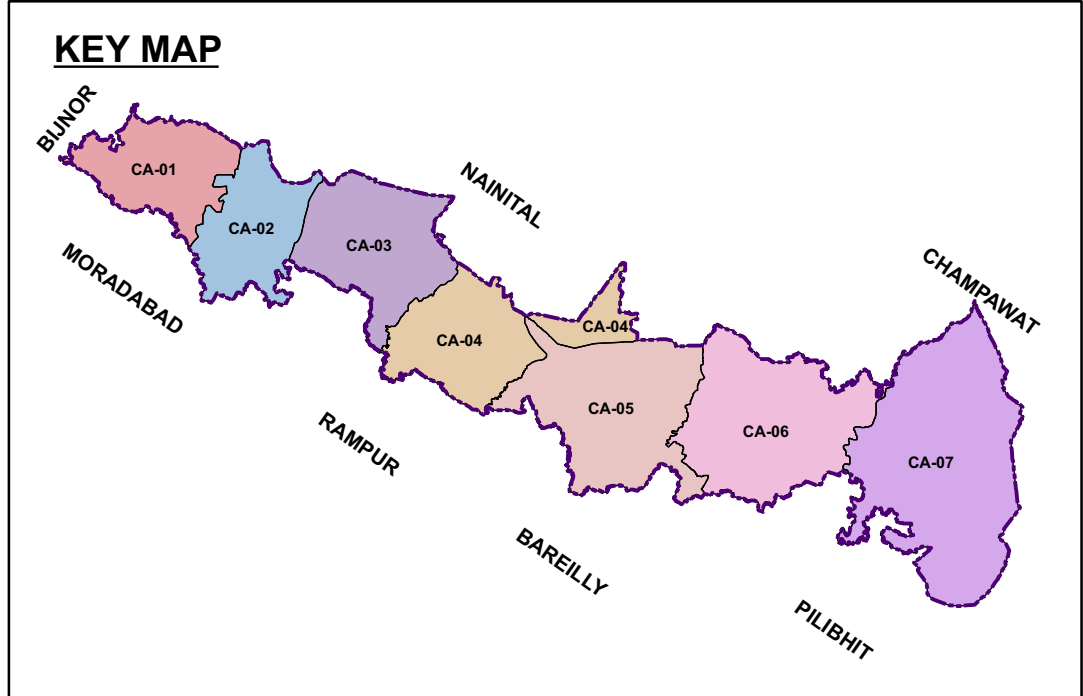 KEY MAP
BIJNOR
CA-01
NAINITAL
CA-02
CA-03
MORADABAD
CHAMPAWAT
CA-04
CA-04
CA-05
RAMPUR
CA-06
CA-07
BAREILLY
PILIBHIT